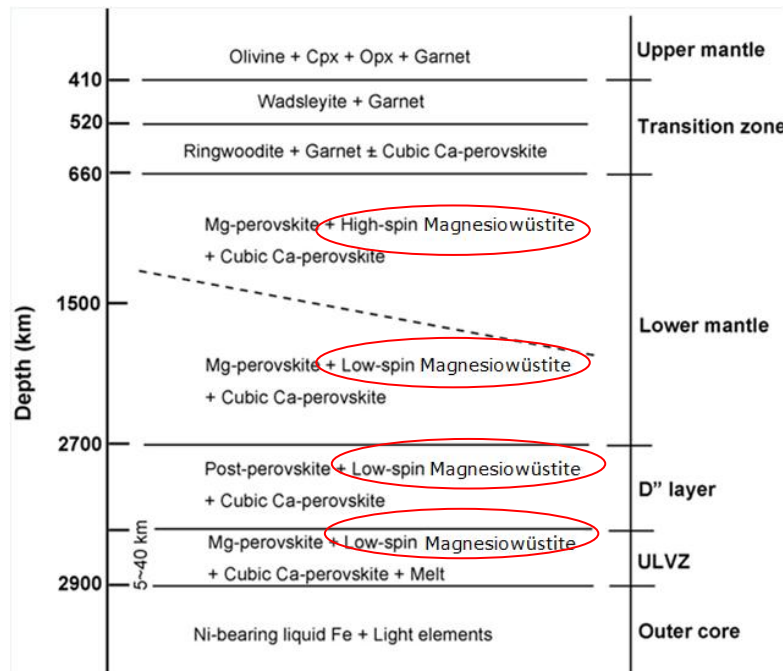 Upper mantle
Olivine + Cpx + Opx + Garnet
410
Wadsleyite + Garnet
520
Transition zone
Ringwoodite + Garnet ± Cubic Ca-perovskite
660
Mg-perovskite + High-spin Magnesiowüstite
+ Cubic Ca-perovskite
1500
Lower mantle
Depth (km)
Mg-perovskite + Low-spin Magnesiowüstite
+ Cubic Ca-perovskite
2700
Post-perovskite + Low-spin Magnesiowüstite
+ Cubic Ca-perovskite
D” layer
Mg-perovskite + Low-spin Magnesiowüstite
5~40 km
ULVZ
+ Cubic Ca-perovskite + Melt
2900
Ni-bearing liquid Fe + Light elements
Outer core